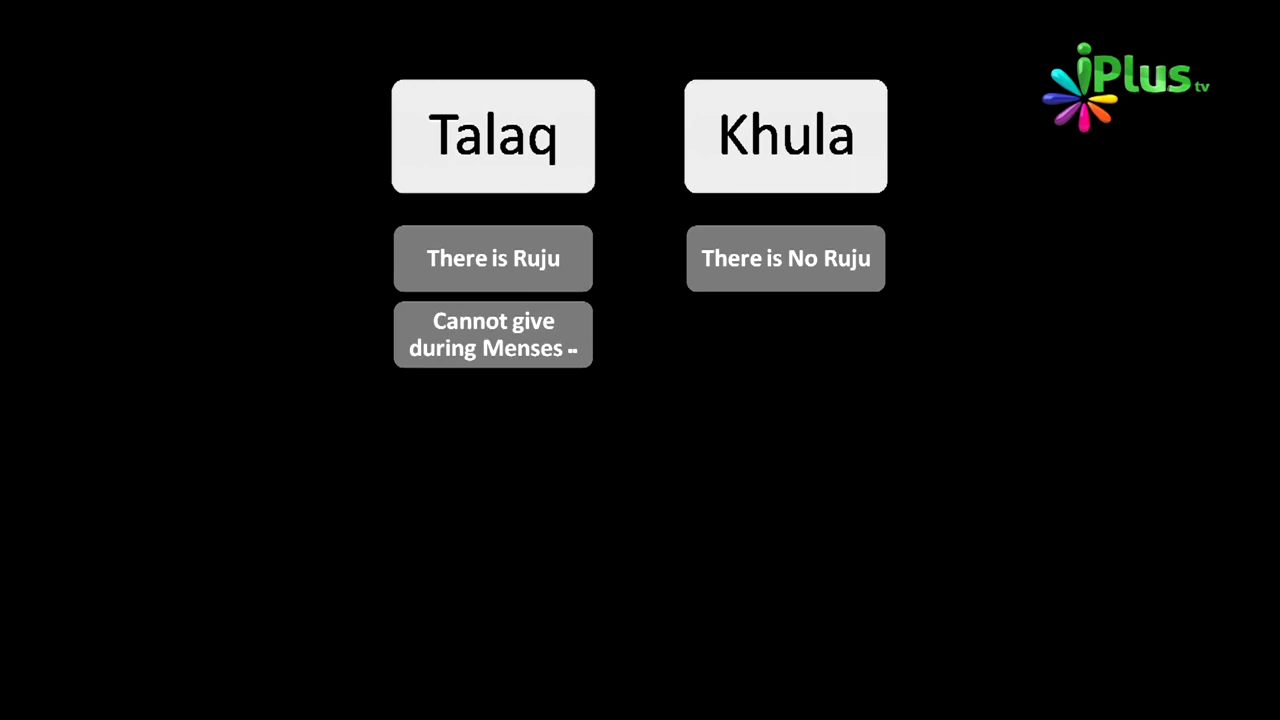 iPlus tv
Talaq
Khula
There is Ruju
There is No Ruju
Cannot give
during Menses --